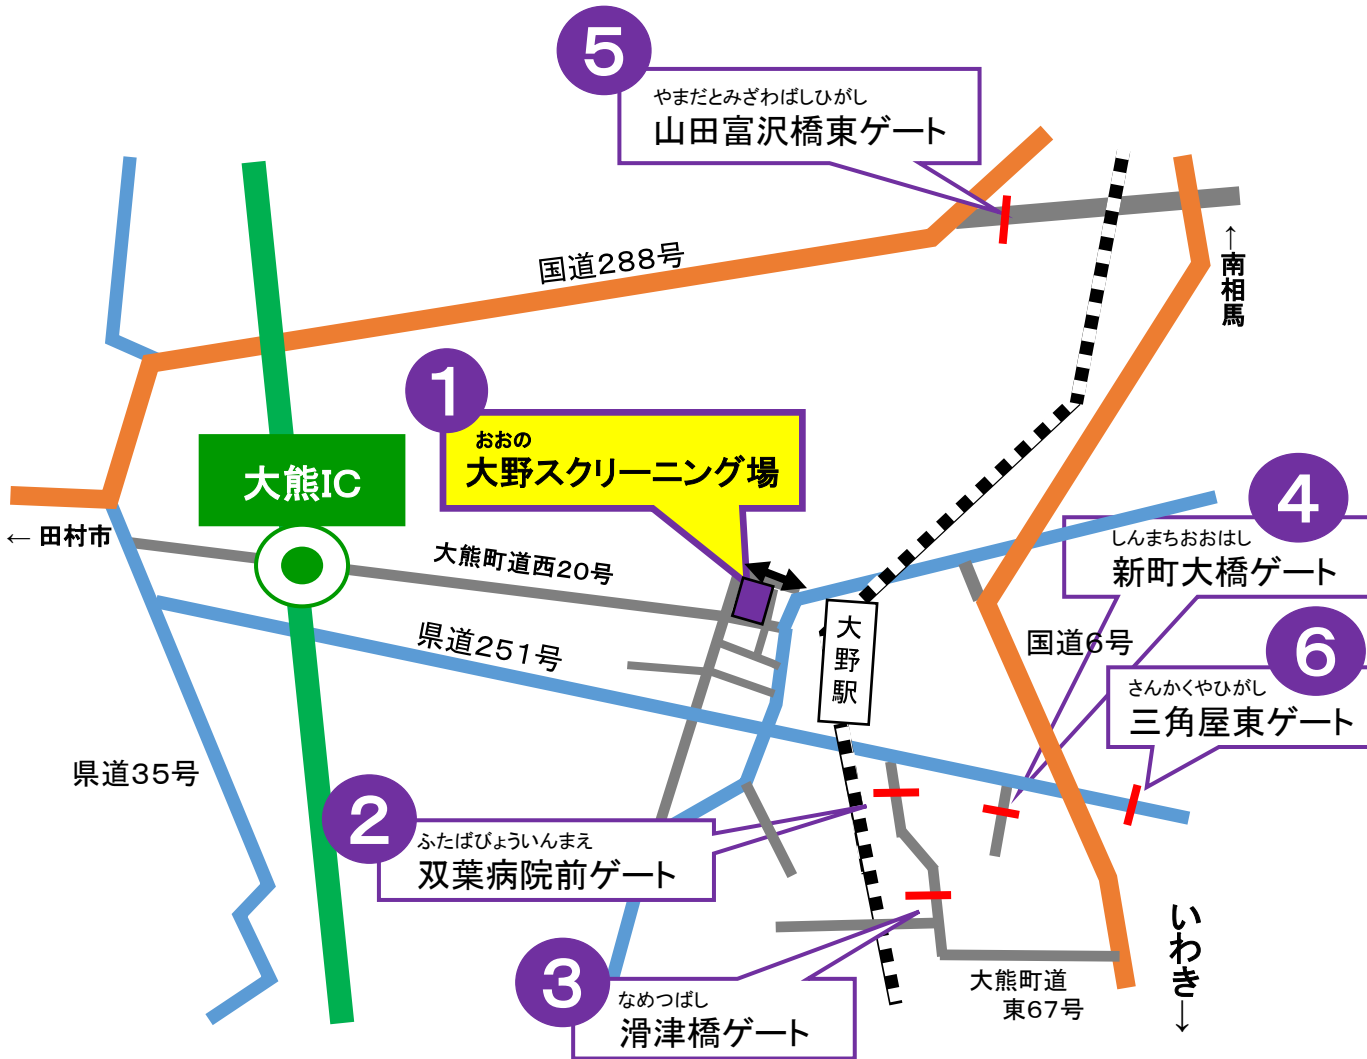 5
やまだとみざわばしひがし
山田富沢橋東ゲート
国道288号
↑南相馬
1
おおの
大野スクリーニング場
大熊IC
← 田村市
大熊町道西20号
4
しんまちおおはし
新町大橋ゲート
大野駅
国道6号
県道251号
6
さんかくやひがし
三角屋東ゲート
県道35号
2
ふたばびょういんまえ
双葉病院前ゲート
いわき→
3
なめつばし
滑津橋ゲート
大熊町道
東67号